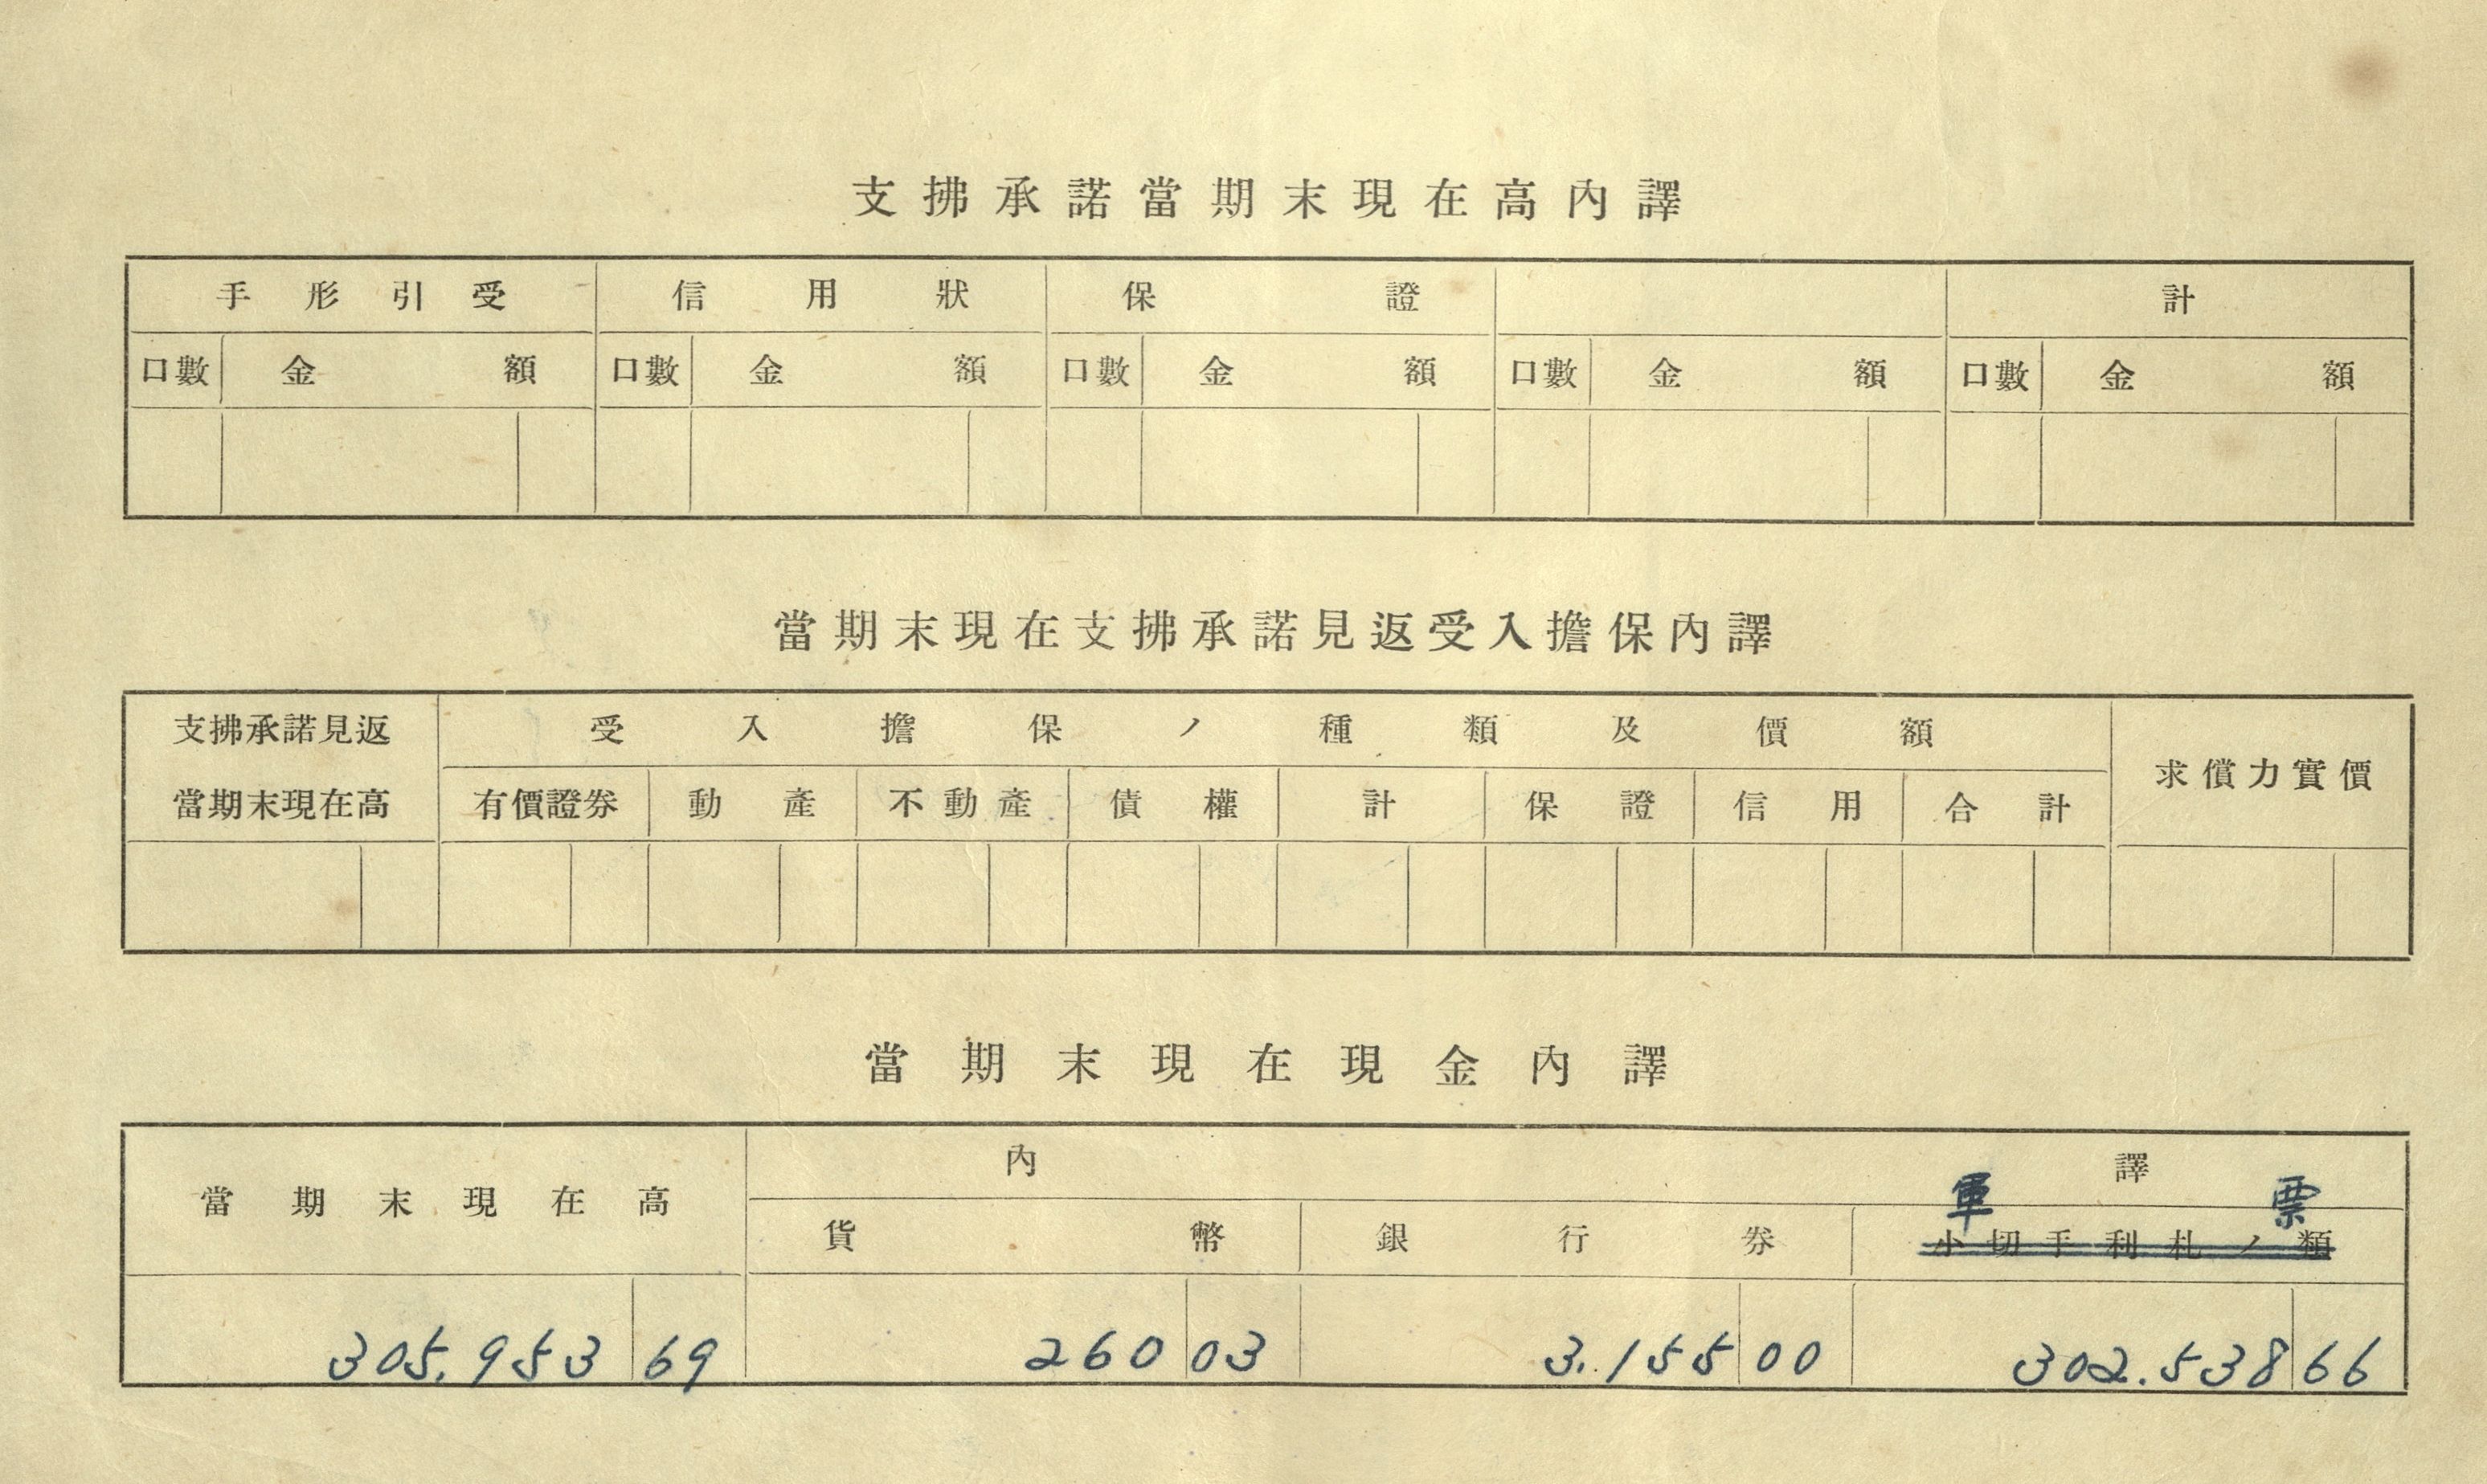 支拂承諾當期末現在高內譯
手形引受 信用狀 保證 計
口數 金額 口數 金額 口數 金額 口數 金額 口數 金額
當期末現在支拂承諾見返受入擔保內譯
支拂承諾見返 受入擔保ノ種類及價額
求償力實價
當期末現在高 有價證券 動產 不動產 債權 計 保證 信用 合計
當期末現在現金內譯
內譯
當期末現在高
軍票
貨幣 銀行券 小切手利札ノ類
305,953 69 260 03 3.155 00 302.538 66